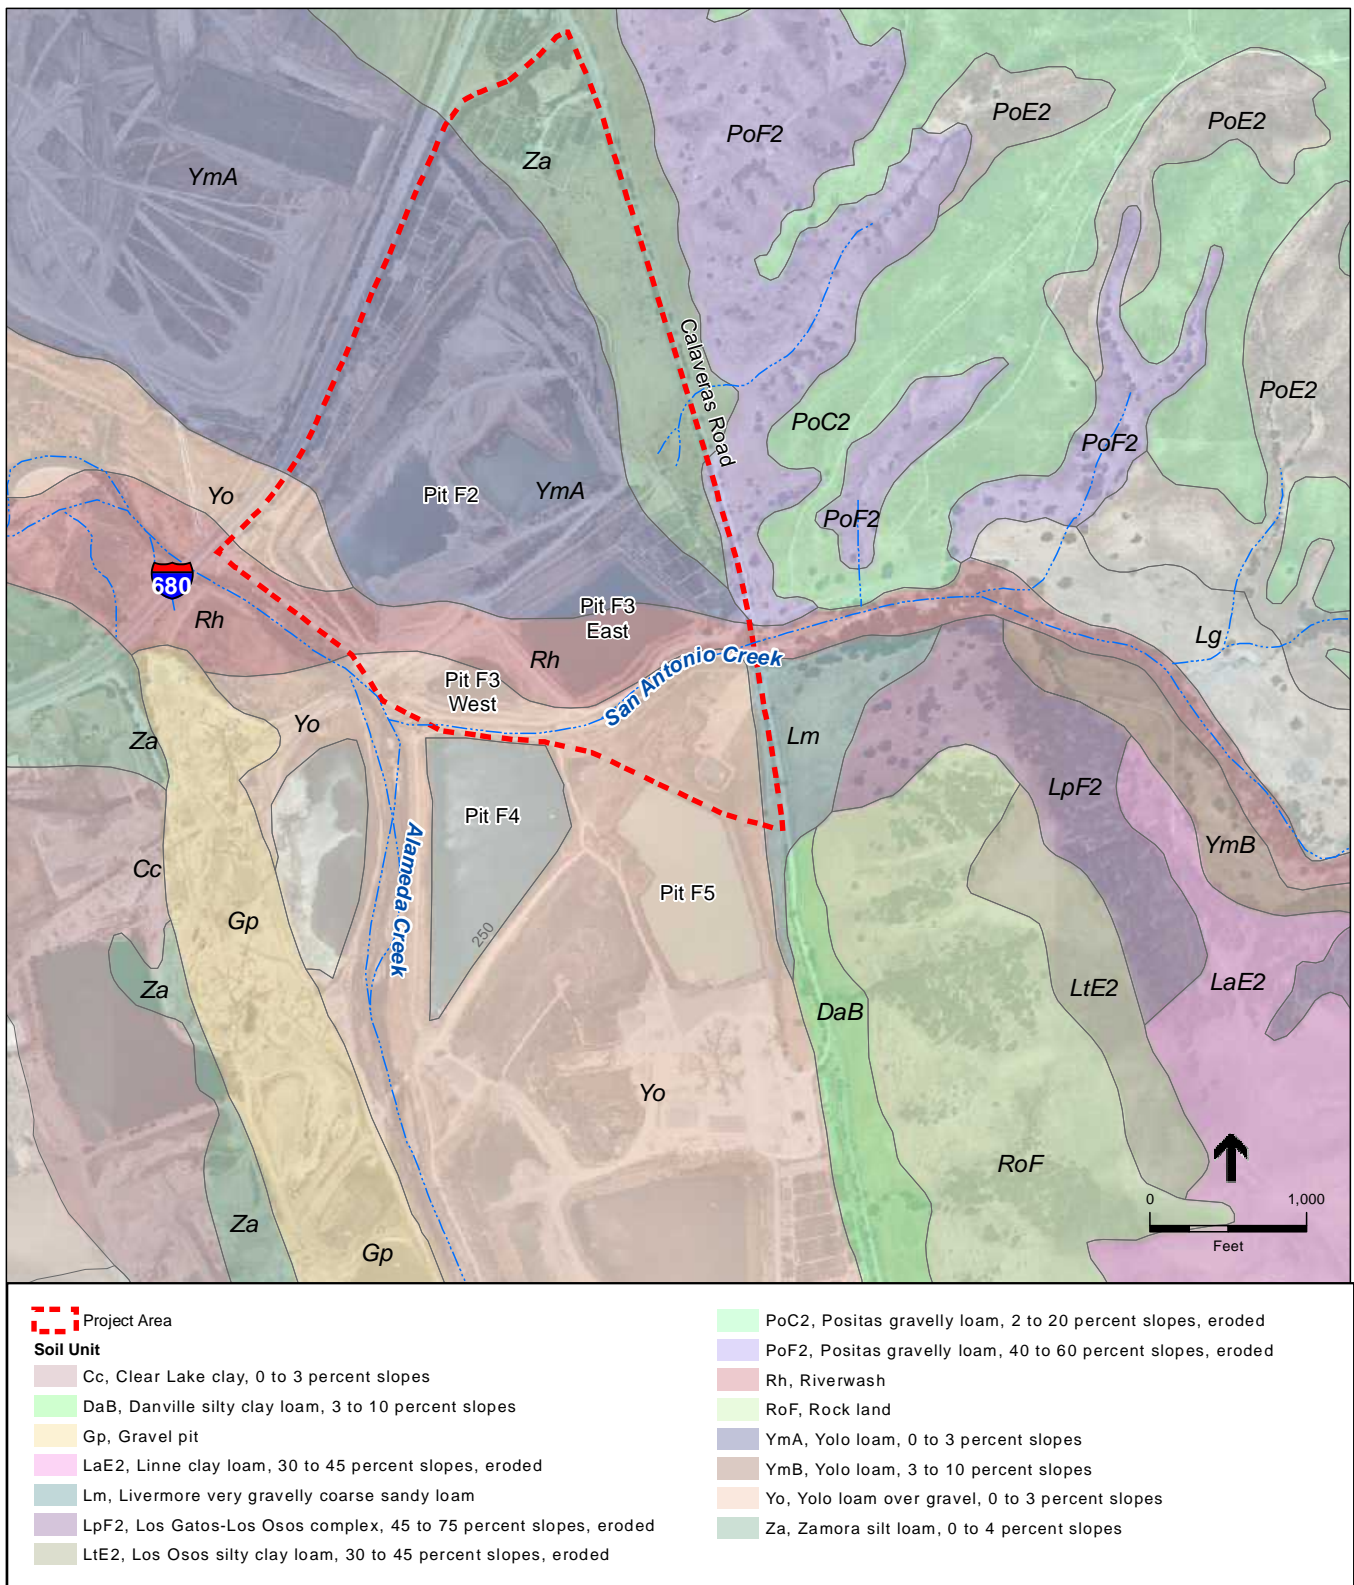 PoE2
PoE2
PoF2
Za
YmA
Calaveras Road
PoE2
PoC2
PoF2
Yo
Pit F2
YmA
PoF2
680
Rh
Pit F3
East
Lg
Rh
San Antonio Creek
Pit F3
West
Yo
Za
Lm
LpF2
Pit F4
YmB
Alameda Creek
Cc
Pit F5
Gp
250
Za
LtE2
LaE2
DaB
Yo
RoF
0 1,000
Feet
Za
Gp
Project Area
Soil Unit
Cc, Clear Lake clay, 0 to 3 percent slopes
DaB, Danville silty clay loam, 3 to 10 percent slopes
Gp, Gravel pit
LaE2, Linne clay loam, 30 to 45 percent slopes, eroded
Lm, Livermore very gravelly coarse sandy loam
LpF2, Los Gatos-Los Osos complex, 45 to 75 percent slopes, eroded
LtE2, Los Osos silty clay loam, 30 to 45 percent slopes, eroded
PoC2, Positas gravelly loam, 2 to 20 percent slopes, eroded
PoF2, Positas gravelly loam, 40 to 60 percent slopes, eroded
Rh, Riverwash
RoF, Rock land
YmA, Yolo loam, 0 to 3 percent slopes
YmB, Yolo loam, 3 to 10 percent slopes
Yo, Yolo loam over gravel, 0 to 3 percent slopes
Za, Zamora silt loam, 0 to 4 percent slopes